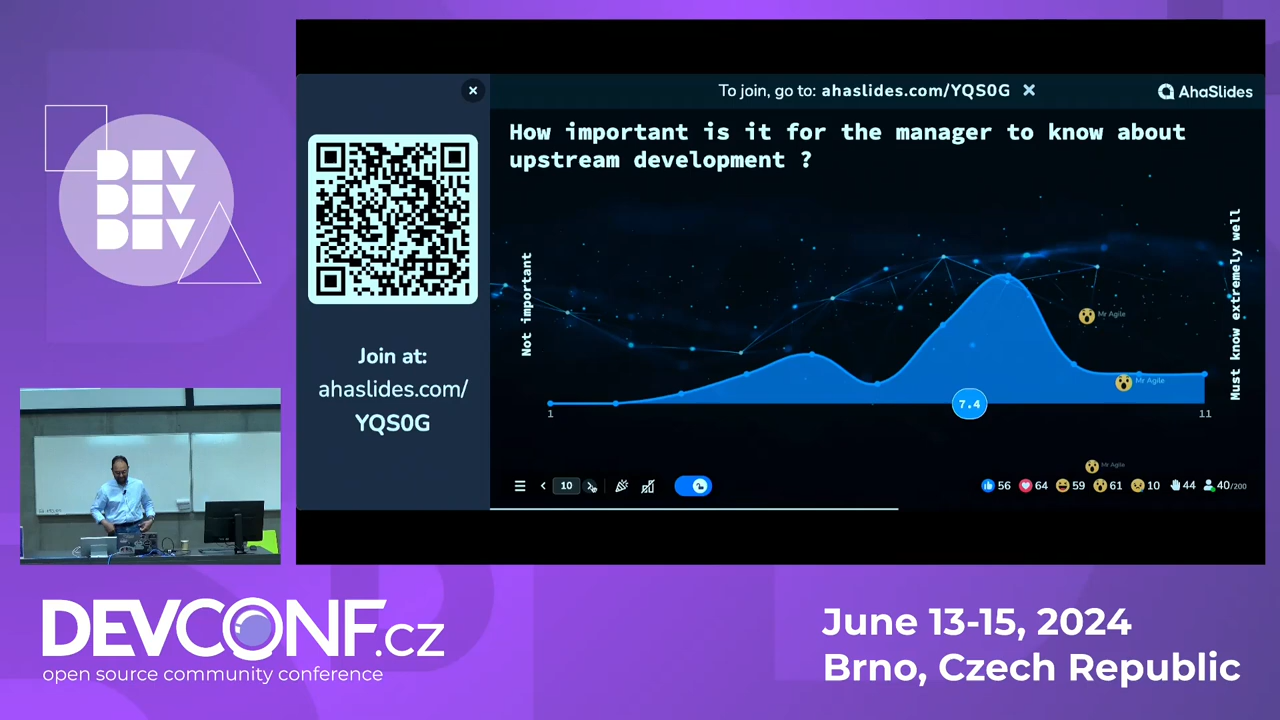 DEV
DEV
DEV
To join, go to: ahaslides.com/YQS0G
AhaSlides
How important is it for the manager to know about
upstream development ?
Not important
Must know extremely well
Mr Agile
Mr Agile
Mr Agile
7.4
1
11
Join at:
ahaslides.com/
YQS0G
10
56
64
59
61
10
44
40/200
DEVCONF.cz
open source community conference
June 13-15, 2024
Brno, Czech Republic